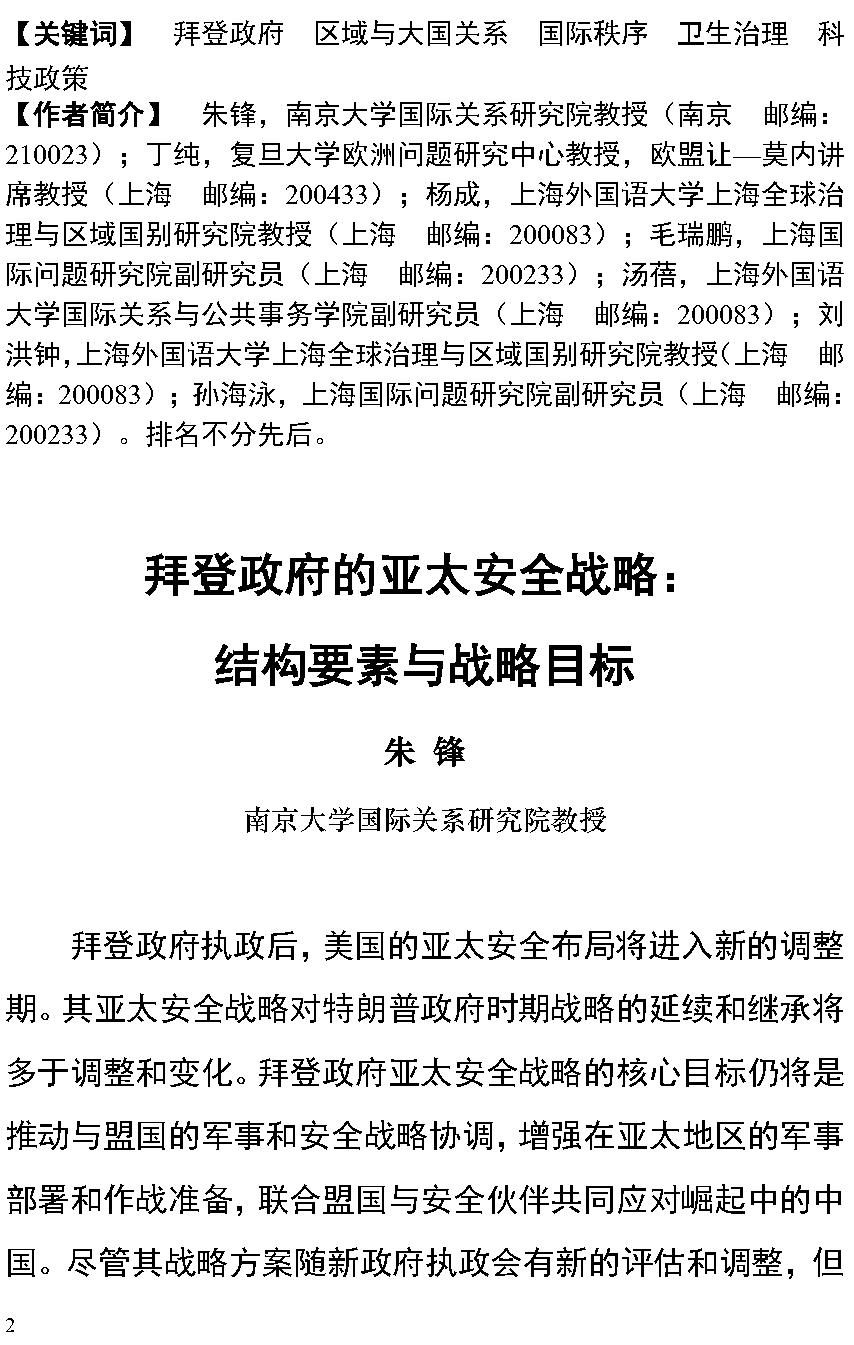 【关键词】　拜登政府　区域与大国关系　国际秩序　卫生治理　科
技政策
【作者简介】　朱锋，南京大学国际关系研究院教授（南京　邮编：
210023）；丁纯，复旦大学欧洲问题研究中心教授，欧盟让—莫内讲
席教授（上海　邮编：200433）；杨成，上海外国语大学上海全球治
理与区域国别研究院教授（上海　邮编：200083）；毛瑞鹏，上海国
际问题研究院副研究员（上海　邮编：200233）；汤蓓，上海外国语
大学国际关系与公共事务学院副研究员（上海　邮编：200083）；刘
洪钟，上海外国语大学上海全球治理与区域国别研究院教授（上海　邮
编：200083）；孙海泳，上海国际问题研究院副研究员（上海　邮编：
200233）。排名不分先后。
拜登政府的亚太安全战略：
结构要素与战略目标
朱 锋
南京大学国际关系研究院教授
拜登政府执政后，美国的亚太安全布局将进入新的调整
期。其亚太安全战略对特朗普政府时期战略的延续和继承将
多于调整和变化。拜登政府亚太安全战略的核心目标仍将是
推动与盟国的军事和安全战略协调，增强在亚太地区的军事
部署和作战准备，联合盟国与安全伙伴共同应对崛起中的中
国。尽管其战略方案随新政府执政会有新的评估和调整，但
2